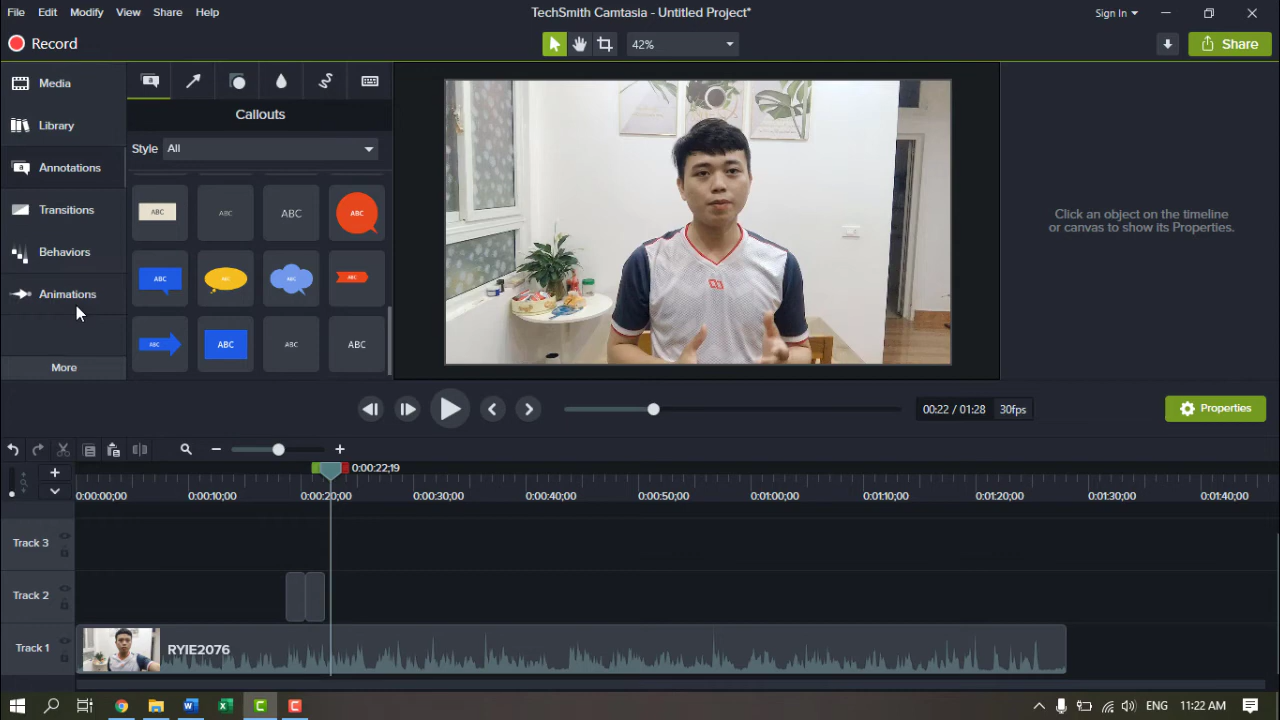 File Edit Modify View Share Help
TechSmith Camtasia - Untitled Project*
Sign In
Record
42%
Share
Media
Library
Annotations
Transitions
Behaviors
Animations
More
Callouts
Style All
ABC ABC ABC ABC
ABC ABC ABC ABC
ABC ABC ABC ABC
Click an object on the timeline
or canvas to show its Properties.
00:22 / 01:28 30fps
Properties
0:00:22;19
0:00:00;00 0:00:10;00 0:00:20;00 0:00:30;00 0:00:40;00 0:00:50;00 0:01:00;00 0:01:10;00 0:01:20;00 0:01:30;00 0:01:40;00
Track 3
Track 2
Track 1
RYIE2076
ENG 11:22 AM